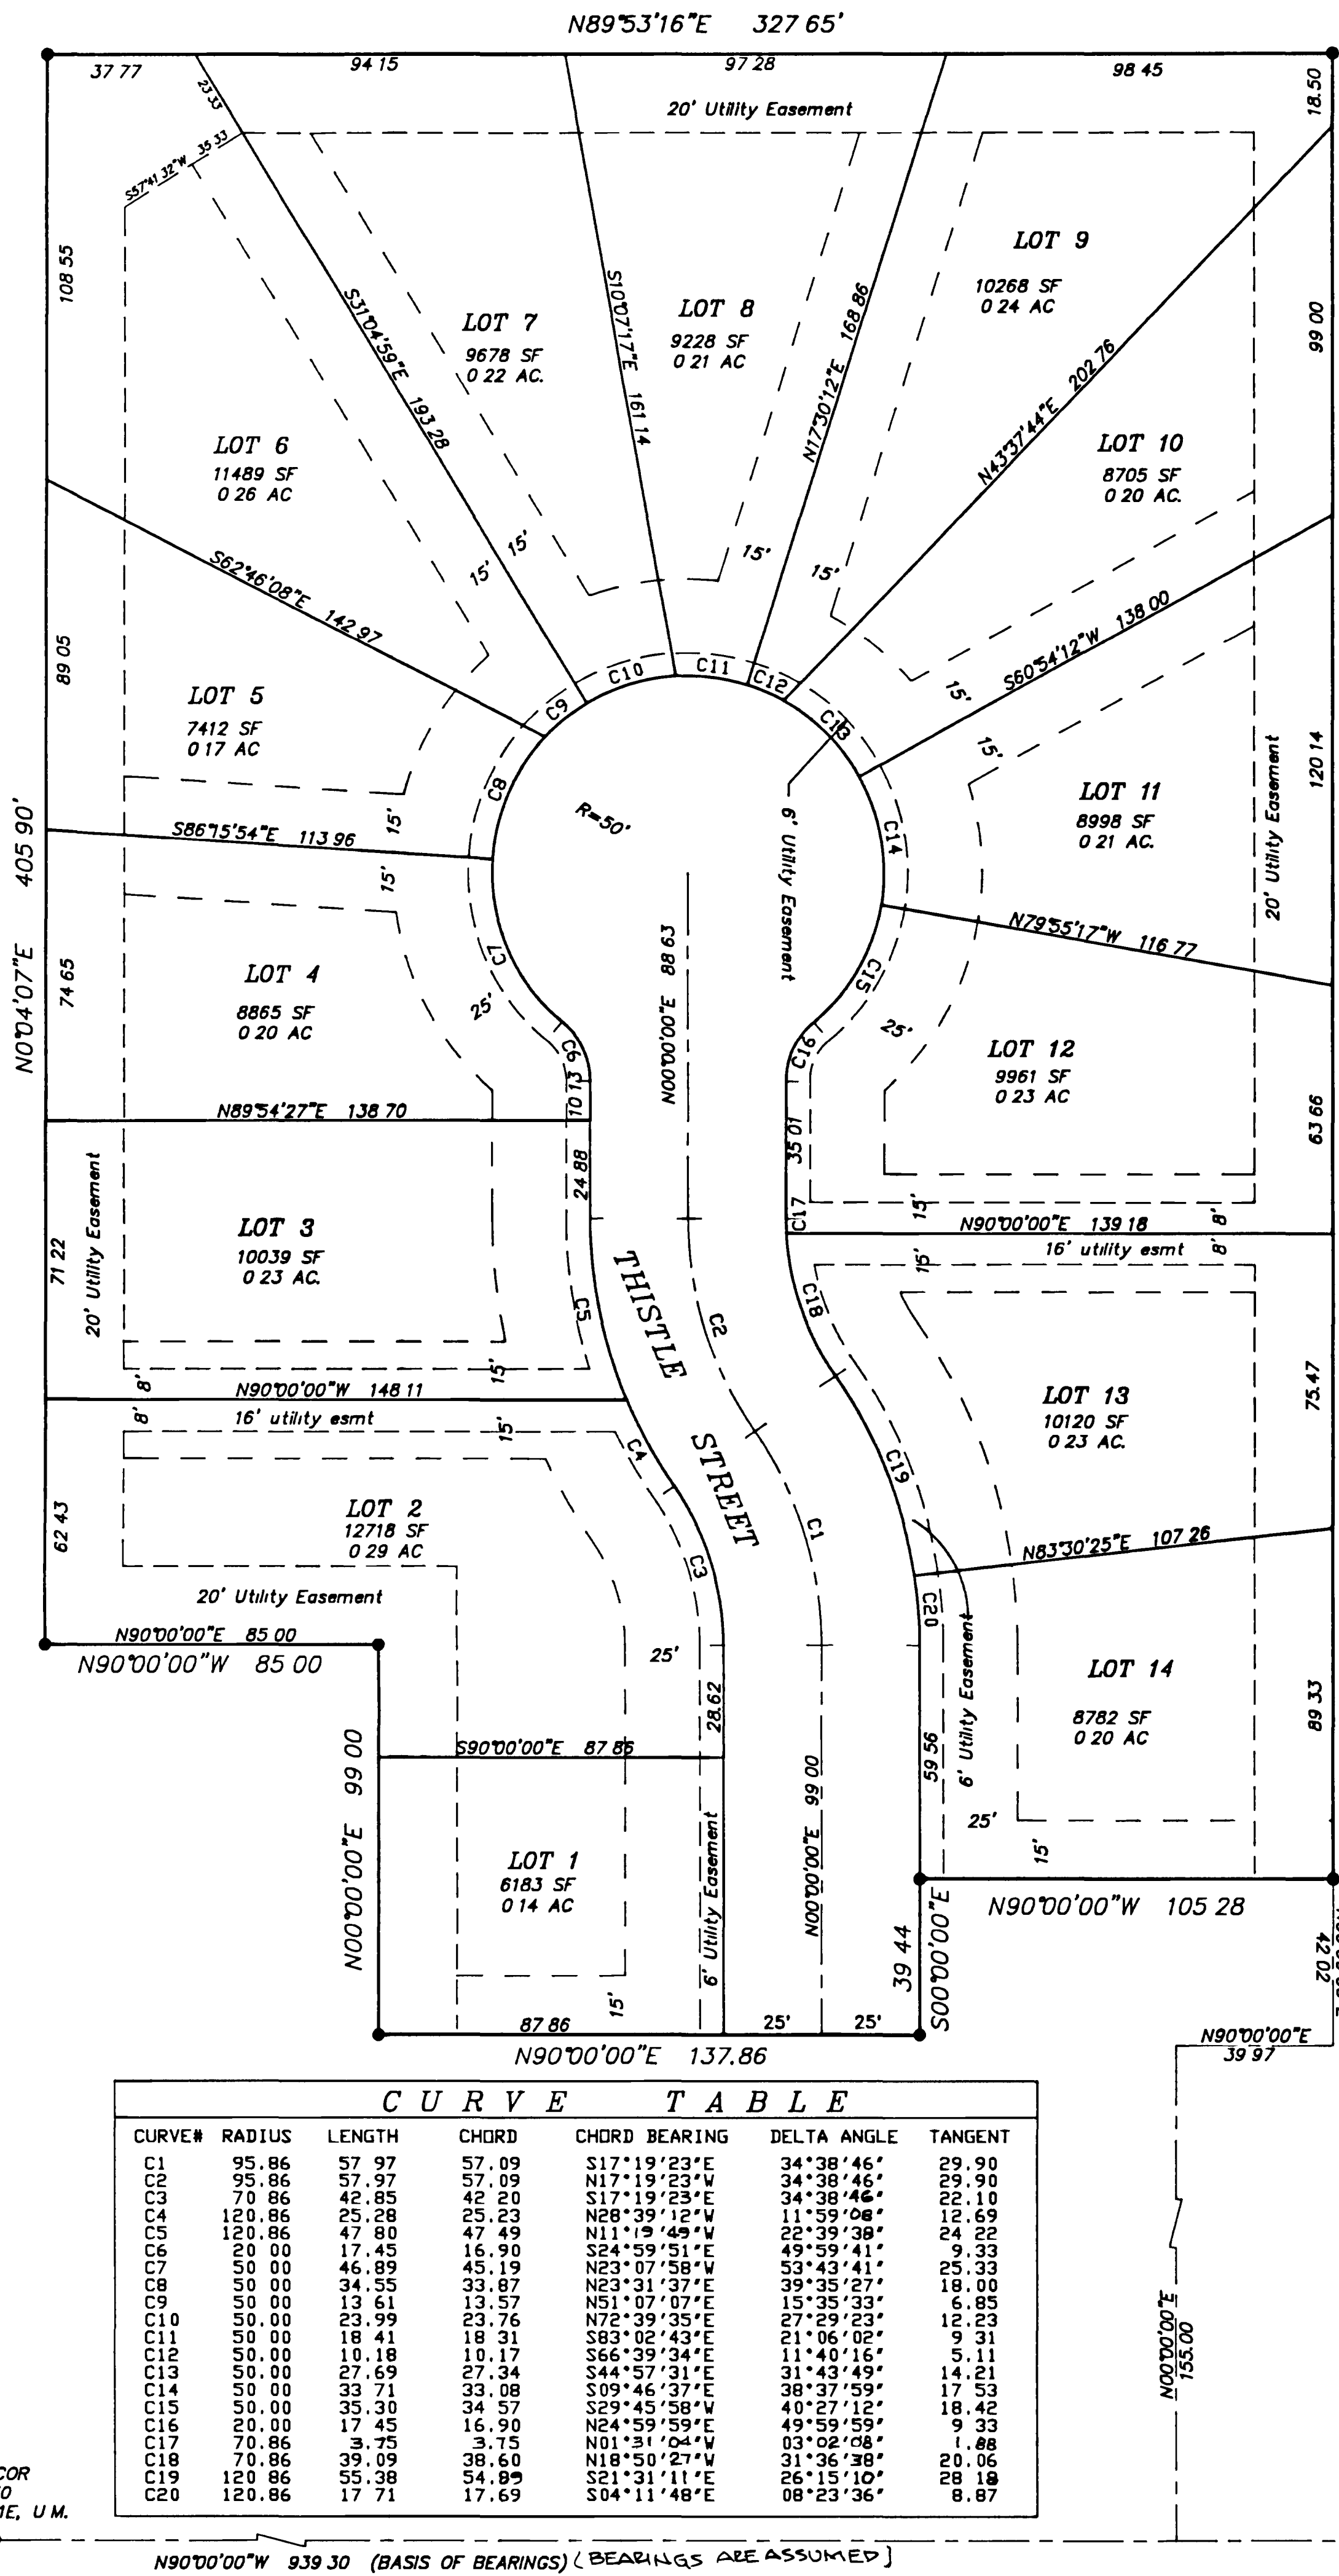 N89°53'16"E 327 65'
37 77
94 15
97 28
98 45
18.50
20' Utility Easement
23 33
S57°41'32"W 35 33
108 55
S31°04'59"E 193 28
S10°07'17"E 161 14
N17°30'12"E 168 86
N43°37'44"E 202 76
99 00
LOT 9
10268 SF
0 24 AC
LOT 8
9228 SF
0 21 AC
LOT 7
9678 SF
0 22 AC.
LOT 6
11489 SF
0 26 AC
LOT 10
8705 SF
0 20 AC.
15'
15'
15'
15'
S62°46'08"E 142 97
S60°54'12"W 138 00
89 05
LOT 5
7412 SF
0 17 AC
C8
C9
C10
C11
C12
C13
C14
15'
15'
LOT 11
8998 SF
0 21 AC.
120 14
20' Utility Easement
R=50'
6' Utility Easement
S86°15'54"E 113 96
15'
15'
N0°04'07"E 405 90'
74 65
LOT 4
8865 SF
0 20 AC
C7
25'
C6
10 13
N00°00'00"E 88 63
N79°55'17"W 116 77
C15
25'
C16
LOT 12
9961 SF
0 23 AC
63 66
35 01
N89°54'27"E 138 70
24 88
20' Utility Easement
71 22
LOT 3
10039 SF
0 23 AC.
C5
C17
15'
8'
N90°00'00"E 139 18
16' utility esmt
8'
15'
THISTLE
STREET
C2
C18
15'
8'
N90°00'00"W 148 11
8'
16' utility esmt
15'
C4
LOT 13
10120 SF
0 23 AC.
75.47
62 43
LOT 2
12718 SF
0 29 AC
C3
C1
C19
N83°30'25"E 107 26
20' Utility Easement
C20
N90°00'00"E 85 00
N90°00'00"W 85 00
25'
28.62
6' Utility Easement
LOT 14
8782 SF
0 20 AC
89 33
59 56
N00°00'00"E 99 00
S90°00'00"E 87 86
N00°00'00"E 99 00
25'
15'
LOT 1
6183 SF
0 14 AC
6' Utility Easement
15'
N90°00'00"W 105 28
39 44
S00°00'00"E
42 02
87 86
25'
25'
N90°00'00"E 137.86
N90°00'00"E
39 97
CURVE TABLE
CURVE# RADIUS LENGTH CHORD CHORD BEARING DELTA ANGLE TANGENT
C1 95.86 57 97 57.09 S17°19'23"E 34°38'46" 29.90
C2 95.86 57.97 57.09 N17°19'23"W 34°38'46" 29.90
C3 70 86 42.85 42 20 S17°19'23"E 34°38'46" 22.10
C4 120.86 25.28 25.23 N28°39'12"W 11°59'08" 12.69
C5 120.86 47 80 47 49 N11°19'49"W 22°39'38" 24 22
C6 20 00 17.45 16.90 S24°59'51"E 49°59'41" 9.33
C7 50 00 46.89 45.19 N23°07'58"W 53°43'41" 25.33
C8 50 00 34.55 33.87 N23°31'37"E 39°35'27" 18.00
C9 50 00 13 61 13.57 N51°07'07"E 15°35'33" 6.85
C10 50.00 23.99 23.76 N72°39'35"E 27°29'23" 12.23
C11 50 00 18 41 18 31 S83°02'43"E 21°06'02" 9 31
C12 50.00 10.18 10.17 S66°39'34"E 11°40'16" 5.11
C13 50.00 27.69 27.34 S44°57'31"E 31°43'49" 14.21
C14 50 00 33 71 33.08 S09°46'37"E 38°37'59" 17 53
C15 50.00 35.30 34 57 S29°45'58"W 40°27'12" 18.42
C16 20.00 17 45 16.90 N24°59'59"E 49°59'59" 9 33
C17 70.86 3.75 3.75 N01°31'04"W 03°02'08" 1.88
C18 70.86 39.09 38.60 N18°50'27"W 31°36'38" 20.06
C19 120 86 55.38 54.89 S21°31'11"E 26°15'10" 28 18
C20 120.86 17 71 17.69 S04°11'48"E 08°23'36" 8.87
N00°00'00"E
155.00
COR
TO
U M.
N90°00'00"W 939 30 (BASIS OF BEARINGS) (BEARINGS ARE ASSUMED]